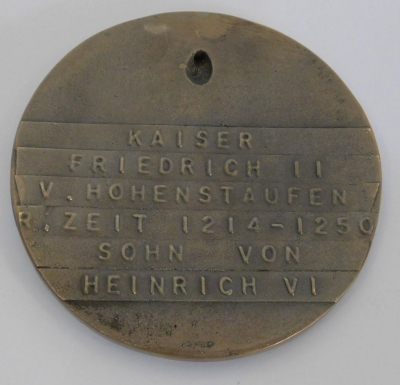 KAISER
FRIEDRICH II
V. HOHENSTAUFEN
R. ZEIT 1214-1250
SOHN VON
HEINRICH VI